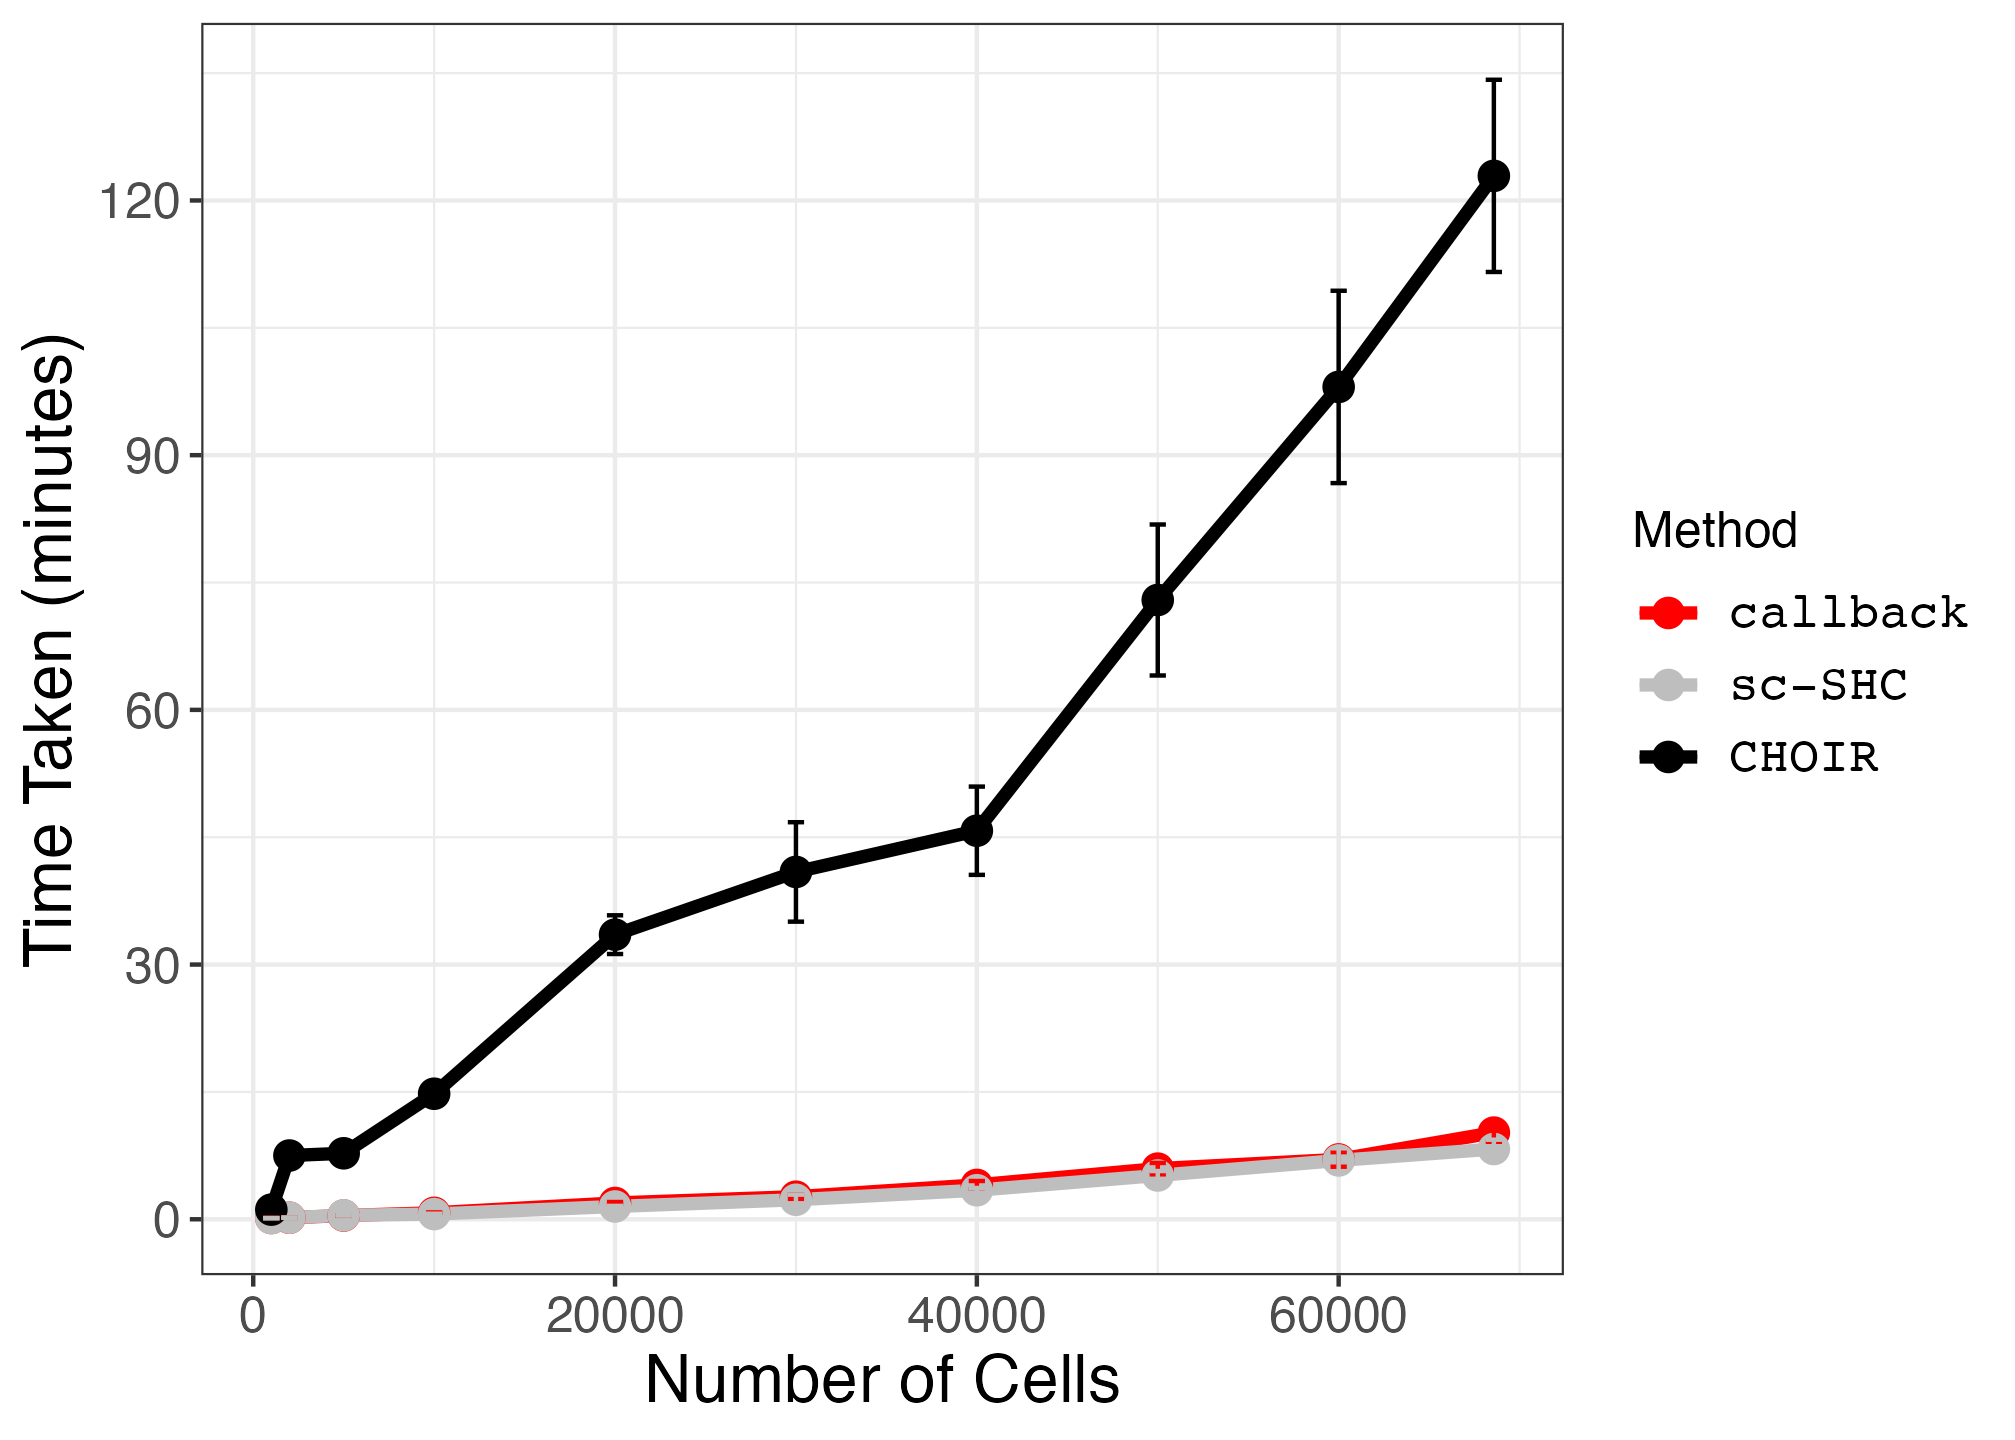 120
90
60
30
0
0
20000
40000
60000
Time Taken (minutes)
Number of Cells
Method
callback
sc-SHC
CHOIR